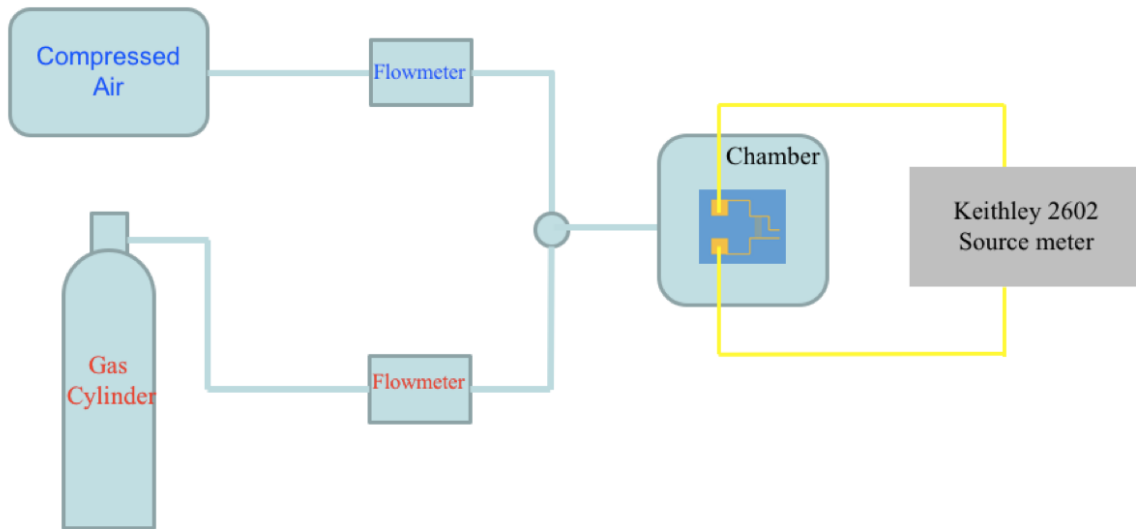 Compressed
Air
Flowmeter
Chamber
Keithley 2602
Source meter
Gas
Cylinder
Flowmeter